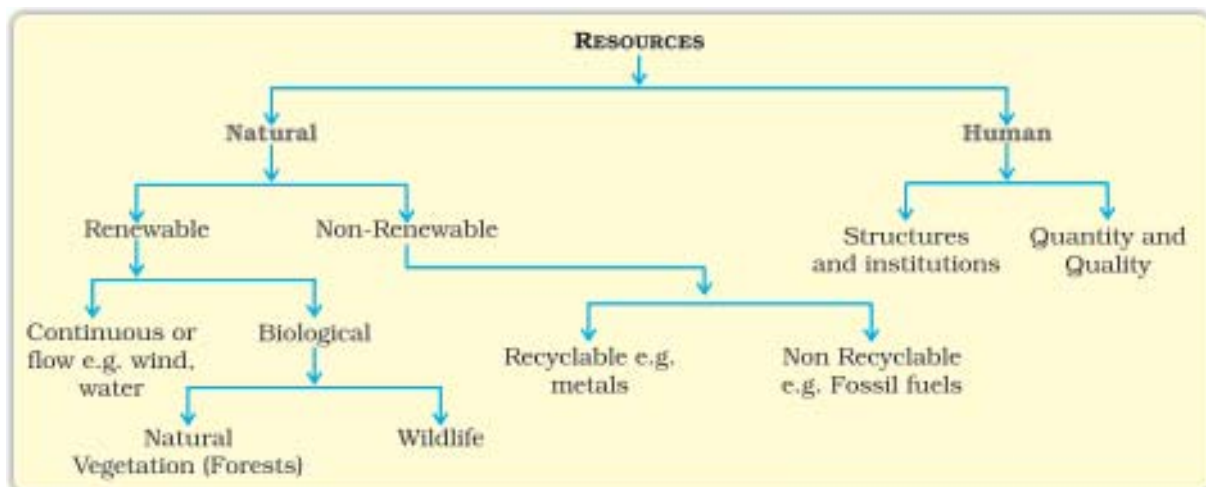 RESOURCES
Natural
Human
Renewable
Non-Renewable
Structures
and institutions
Quantity and
Quality
Continuous or
flow e.g. wind,
water
Biological
Recyclable e.g.
metals
Non Recyclable
e.g. Fossil fuels
Natural
Vegetation (Forests)
Wildlife